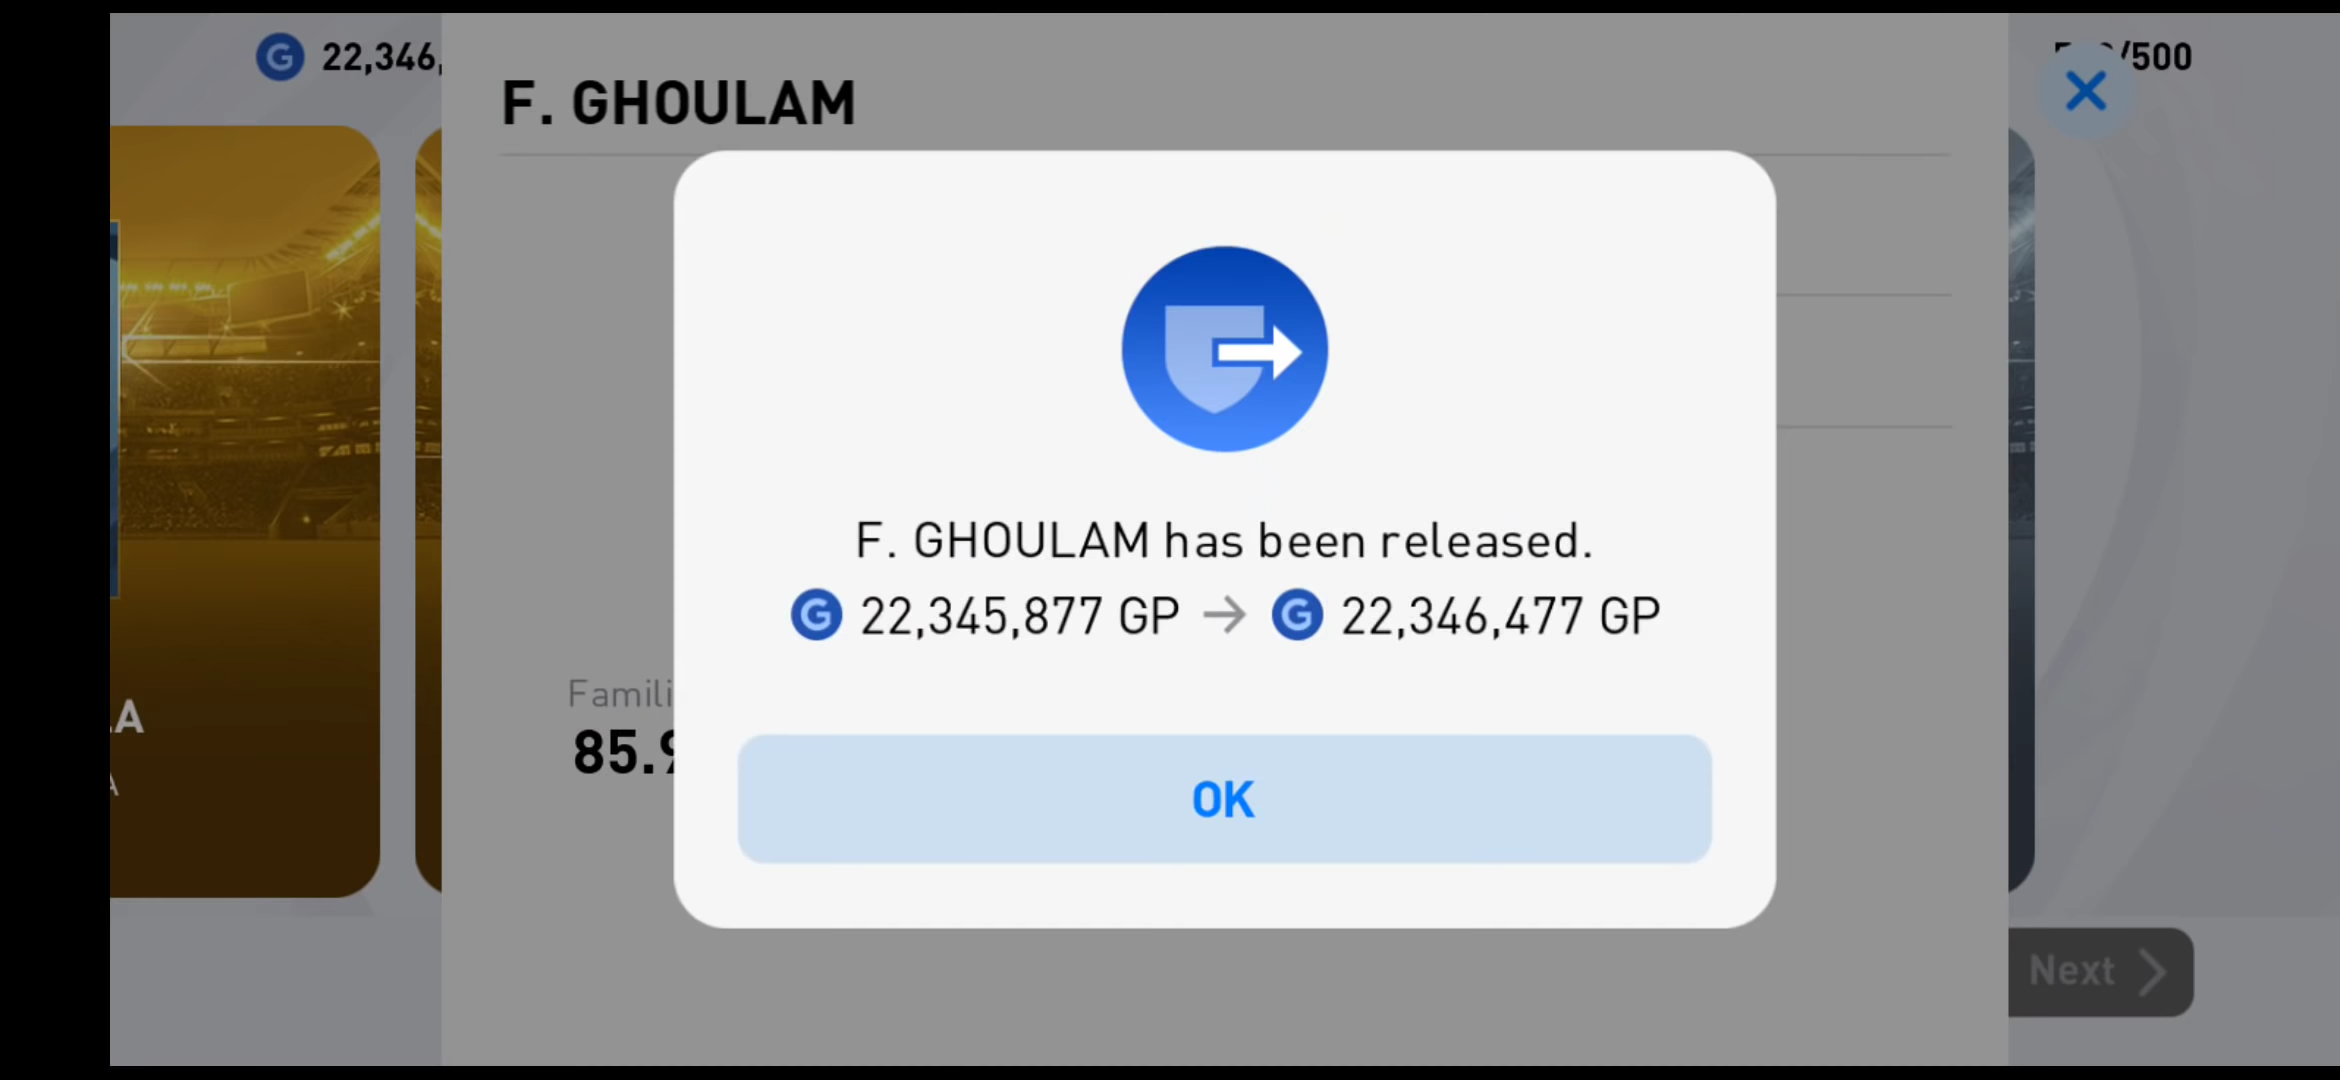 22,346,
/500
F. GHOULAM
F. GHOULAM has been released.
G 22,345,877 GP → G 22,346,477 GP
Famili
85.9
OK
Next